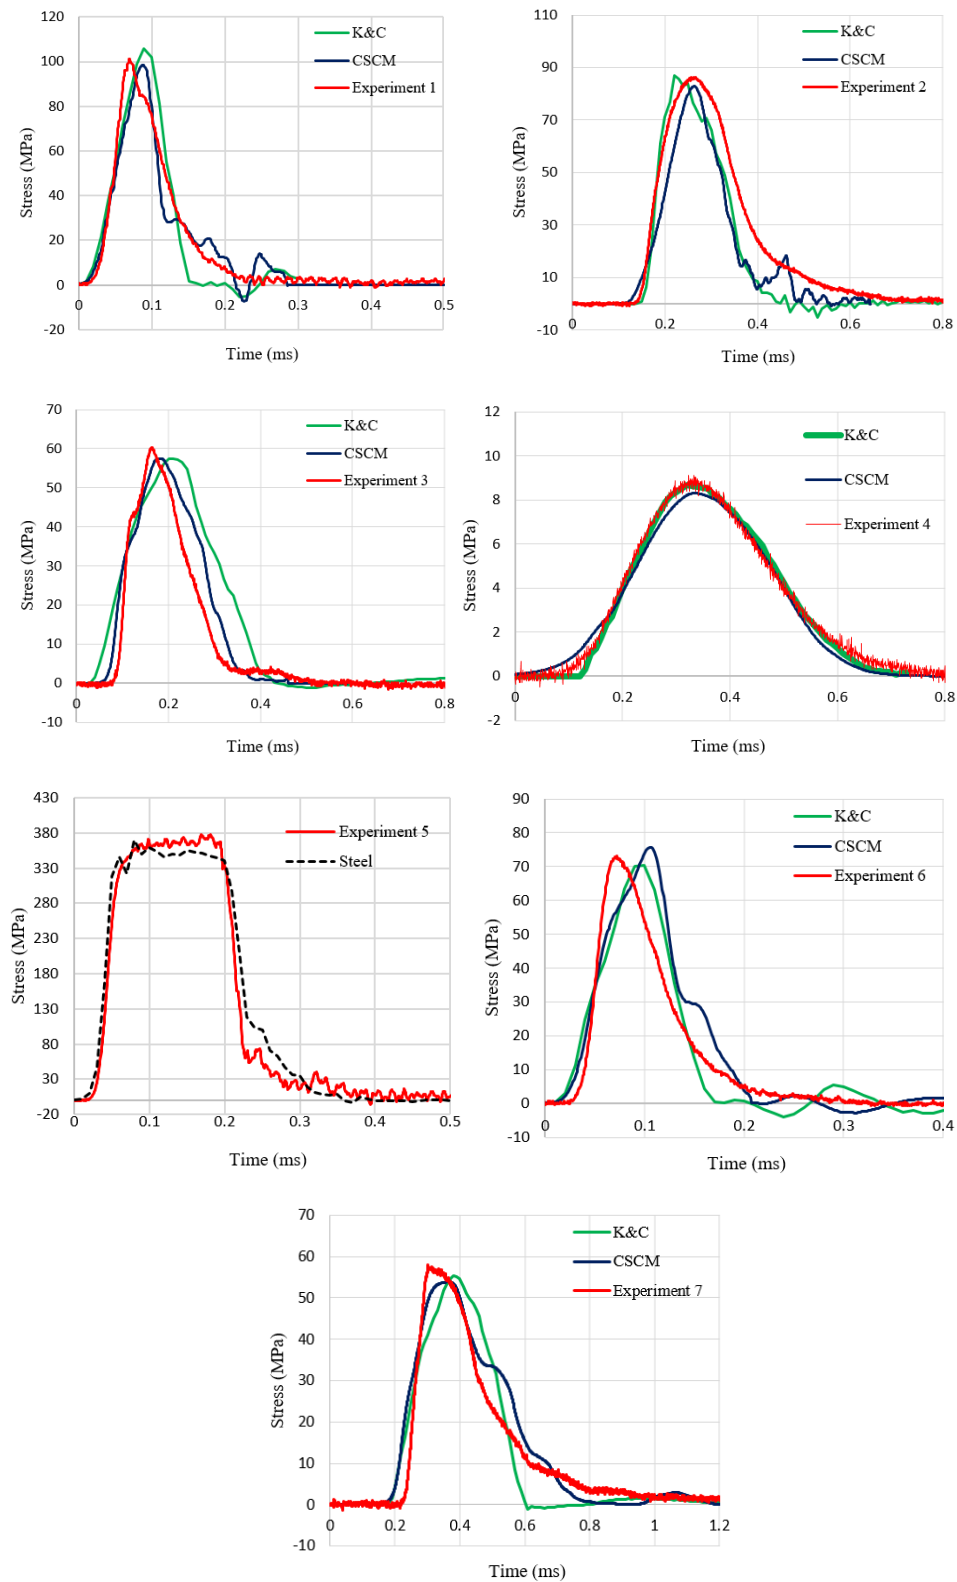 120
100
80
60
40
20
0
-20
0 0.1 0.2 0.3 0.4 0.5
Stress (MPa)
Time (ms)
K&C
CSCM
Experiment 1
110
90
70
50
30
10
-10
0 0.2 0.4 0.6 0.8
Stress (MPa)
Time (ms)
K&C
CSCM
Experiment 2
70
60
50
40
30
20
10
0
-10
0 0.2 0.4 0.6 0.8
Stress (MPa)
Time (ms)
K&C
CSCM
Experiment 3
12
10
8
6
4
2
0
-2
0 0.2 0.4 0.6 0.8
Stress (MPa)
Time (ms)
K&C
CSCM
Experiment 4
430
380
330
280
230
180
130
80
30
-20
0 0.1 0.2 0.3 0.4 0.5
Stress (MPa)
Time (ms)
Experiment 5
Steel
90
80
70
60
50
40
30
20
10
0
-10
0 0.1 0.2 0.3 0.4
Stress (MPa)
Time (ms)
K&C
CSCM
Experiment 6
70
60
50
40
30
20
10
0
-10
0 0.2 0.4 0.6 0.8 1 1.2
Stress (MPa)
Time (ms)
K&C
CSCM
Experiment 7